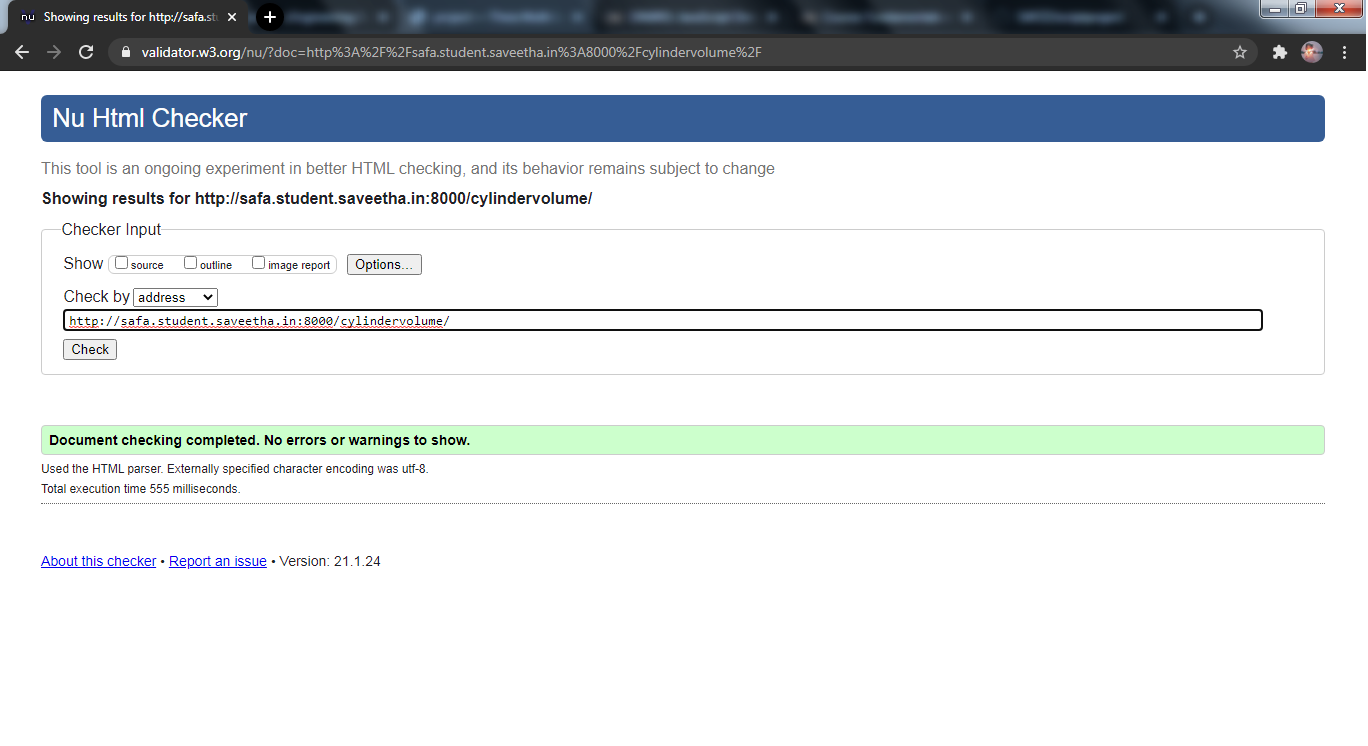 nu Showing results for http://safa.st
validator.w3.org/nu/?doc=http%3A%2F%2Fsafa.student.saveetha.in%3A8000%2Fcylindervolume%2F
Nu Html Checker
This tool is an ongoing experiment in better HTML checking, and its behavior remains subject to change
Showing results for http://safa.student.saveetha.in:8000/cylindervolume/
Checker Input
Show source outline image report Options...
Check by address
http://safa.student.saveetha.in:8000/cylindervolume/
Check
Document checking completed. No errors or warnings to show.
Used the HTML parser. Externally specified character encoding was utf-8.
Total execution time 555 milliseconds.
About this checker • Report an issue • Version: 21.1.24